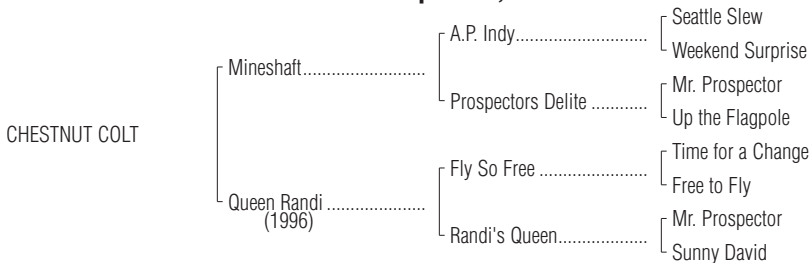 Seattle Slew
A.P. Indy..............................
Weekend Surprise
Mineshaft...........................
Mr. Prospector
Prospectors Delite .............
Up the Flagpole
CHESTNUT COLT
Time for a Change
Fly So Free .........................
Free to Fly
Queen Randi ......................
(1996)
Mr. Prospector
Randi's Queen.....................
Sunny David